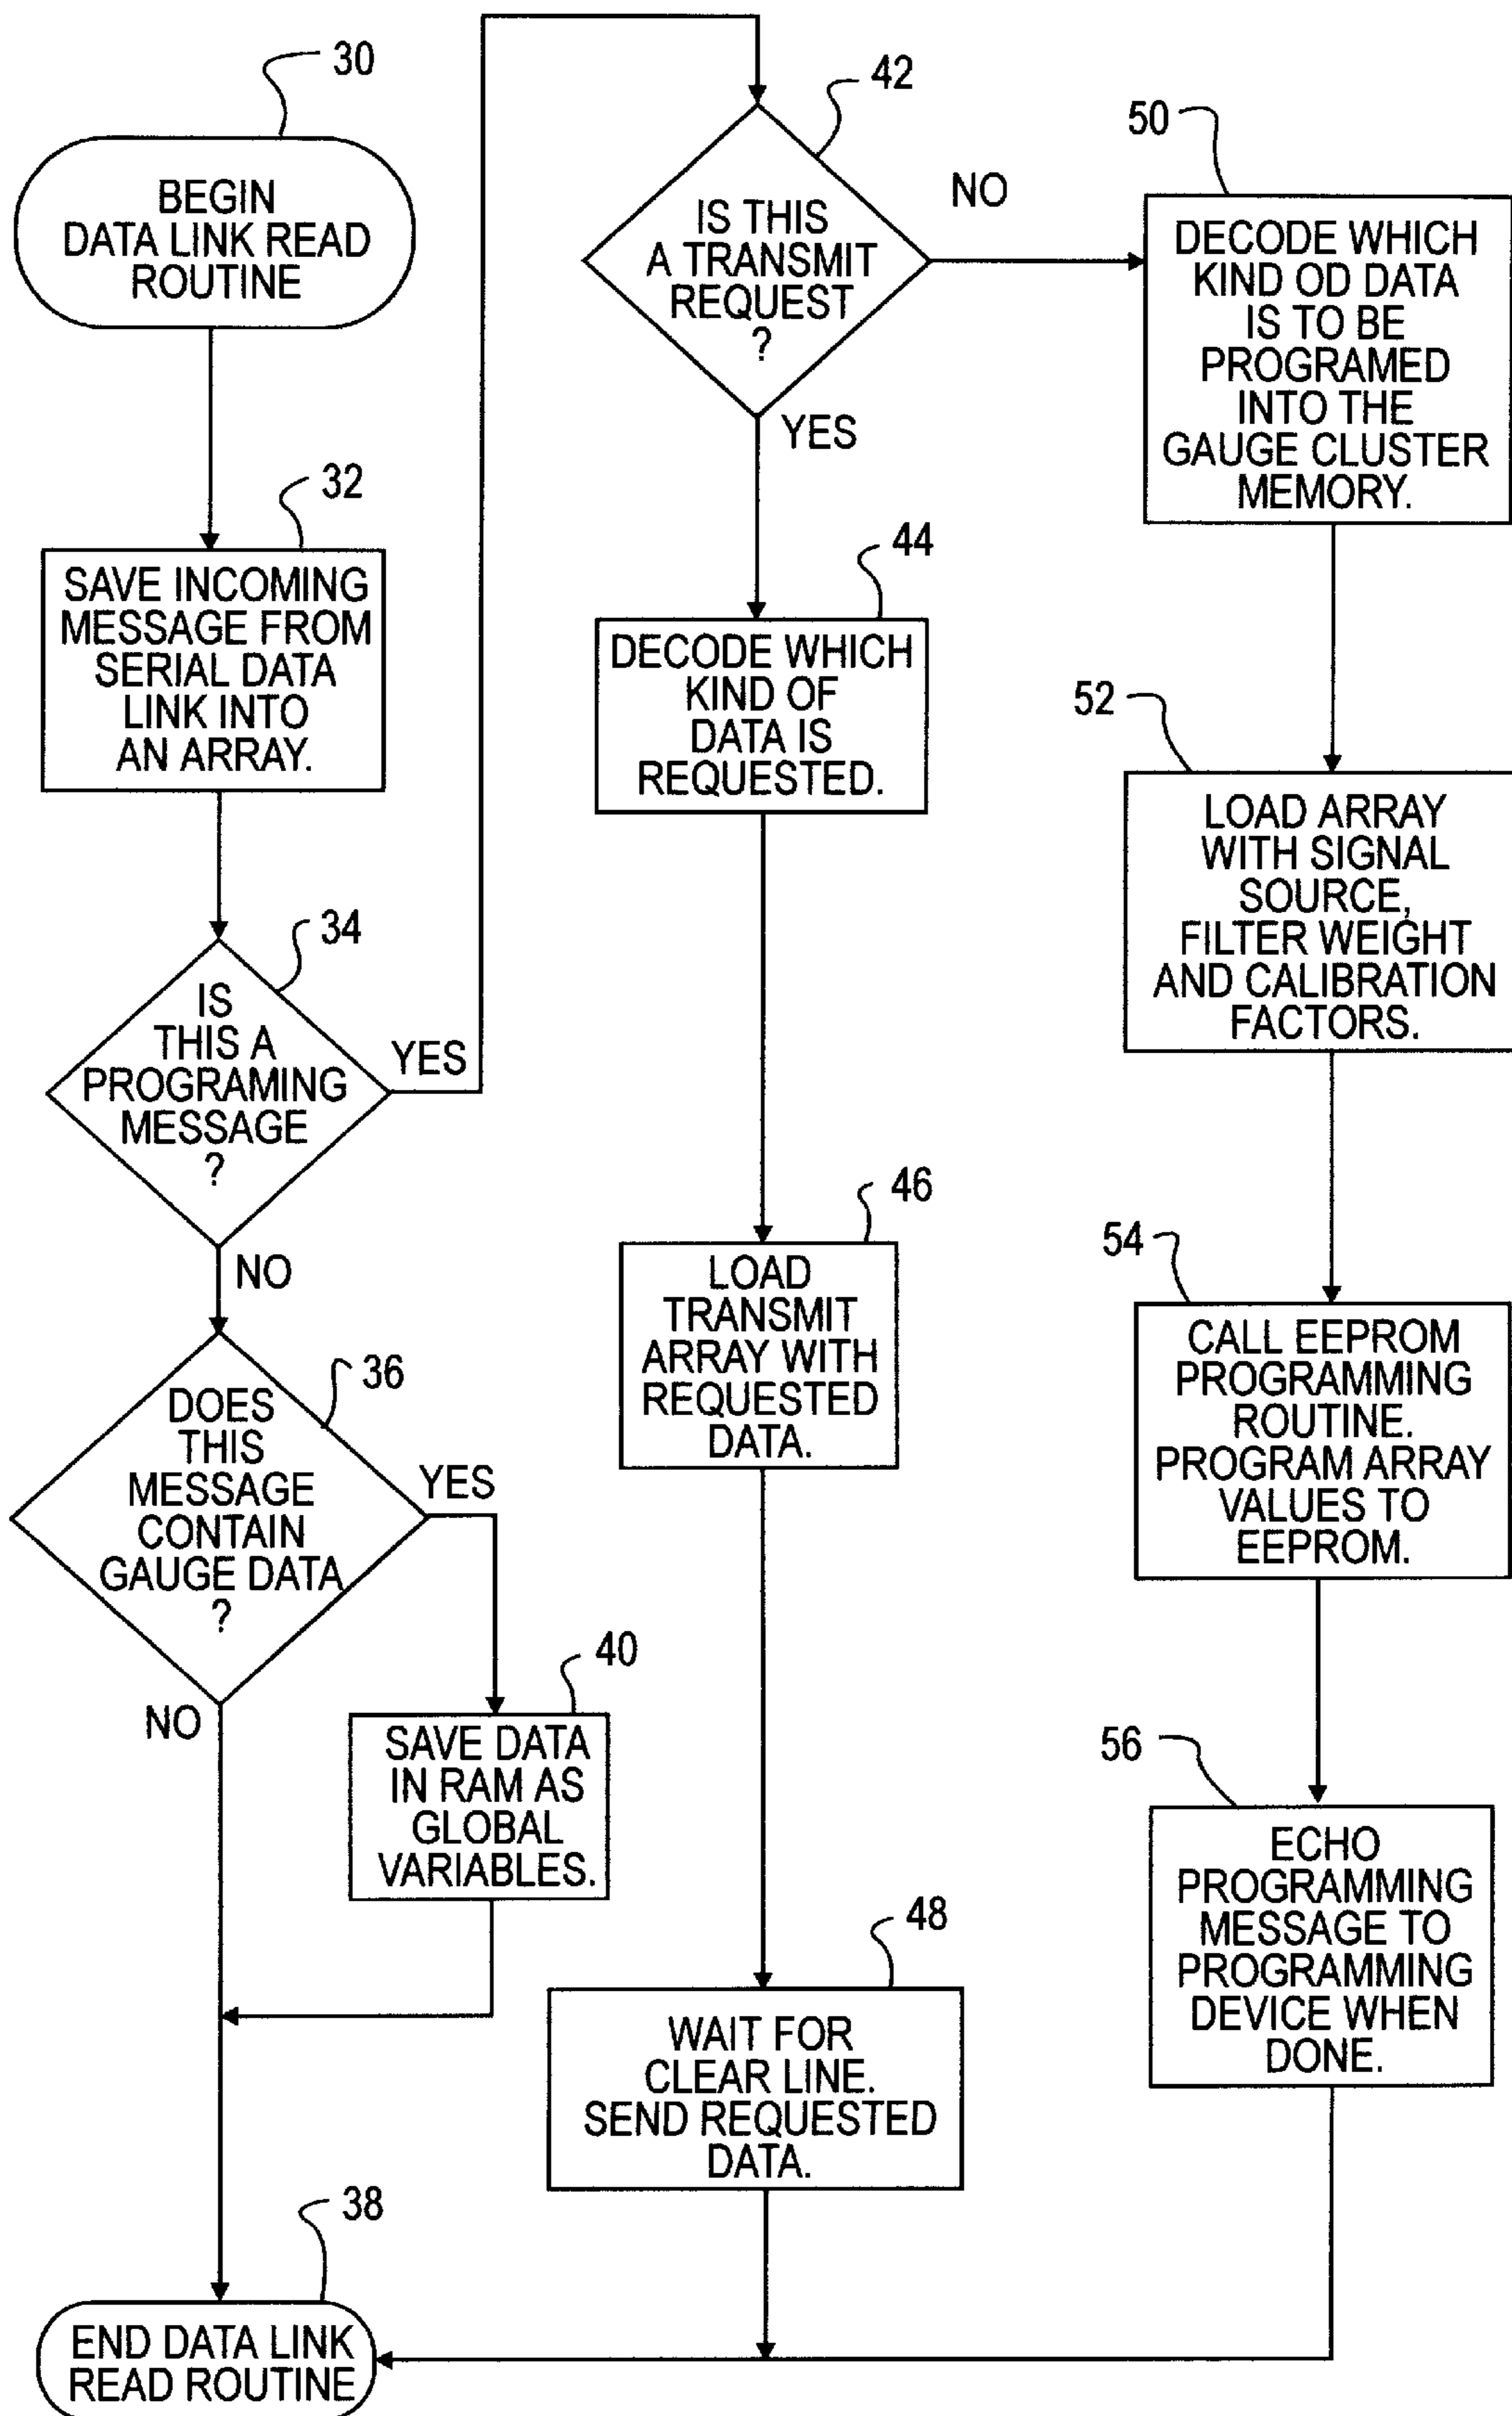 30
BEGIN
DATA LINK READ
ROUTINE
32
SAVE INCOMING
MESSAGE FROM
SERIAL DATA
LINK INTO
AN ARRAY.
34
IS
THIS A
PROGRAMING
MESSAGE
?
YES
NO
36
DOES
THIS
MESSAGE
CONTAIN
GAUGE DATA
?
YES
NO
40
SAVE DATA
IN RAM AS
GLOBAL
VARIABLES.
38
END DATA LINK
READ ROUTINE
42
IS THIS
A TRANSMIT
REQUEST
?
NO
YES
44
DECODE WHICH
KIND OF
DATA IS
REQUESTED.
46
LOAD
TRANSMIT
ARRAY WITH
REQUESTED
DATA.
48
WAIT FOR
CLEAR LINE.
SEND REQUESTED
DATA.
50
DECODE WHICH
KIND OD DATA
IS TO BE
PROGRAMED
INTO THE
GAUGE CLUSTER
MEMORY.
52
LOAD ARRAY
WITH SIGNAL
SOURCE,
FILTER WEIGHT
AND CALIBRATION
FACTORS.
54
CALL EEPROM
PROGRAMMING
ROUTINE.
PROGRAM ARRAY
VALUES TO
EEPROM.
56
ECHO
PROGRAMMING
MESSAGE TO
PROGRAMMING
DEVICE WHEN
DONE.